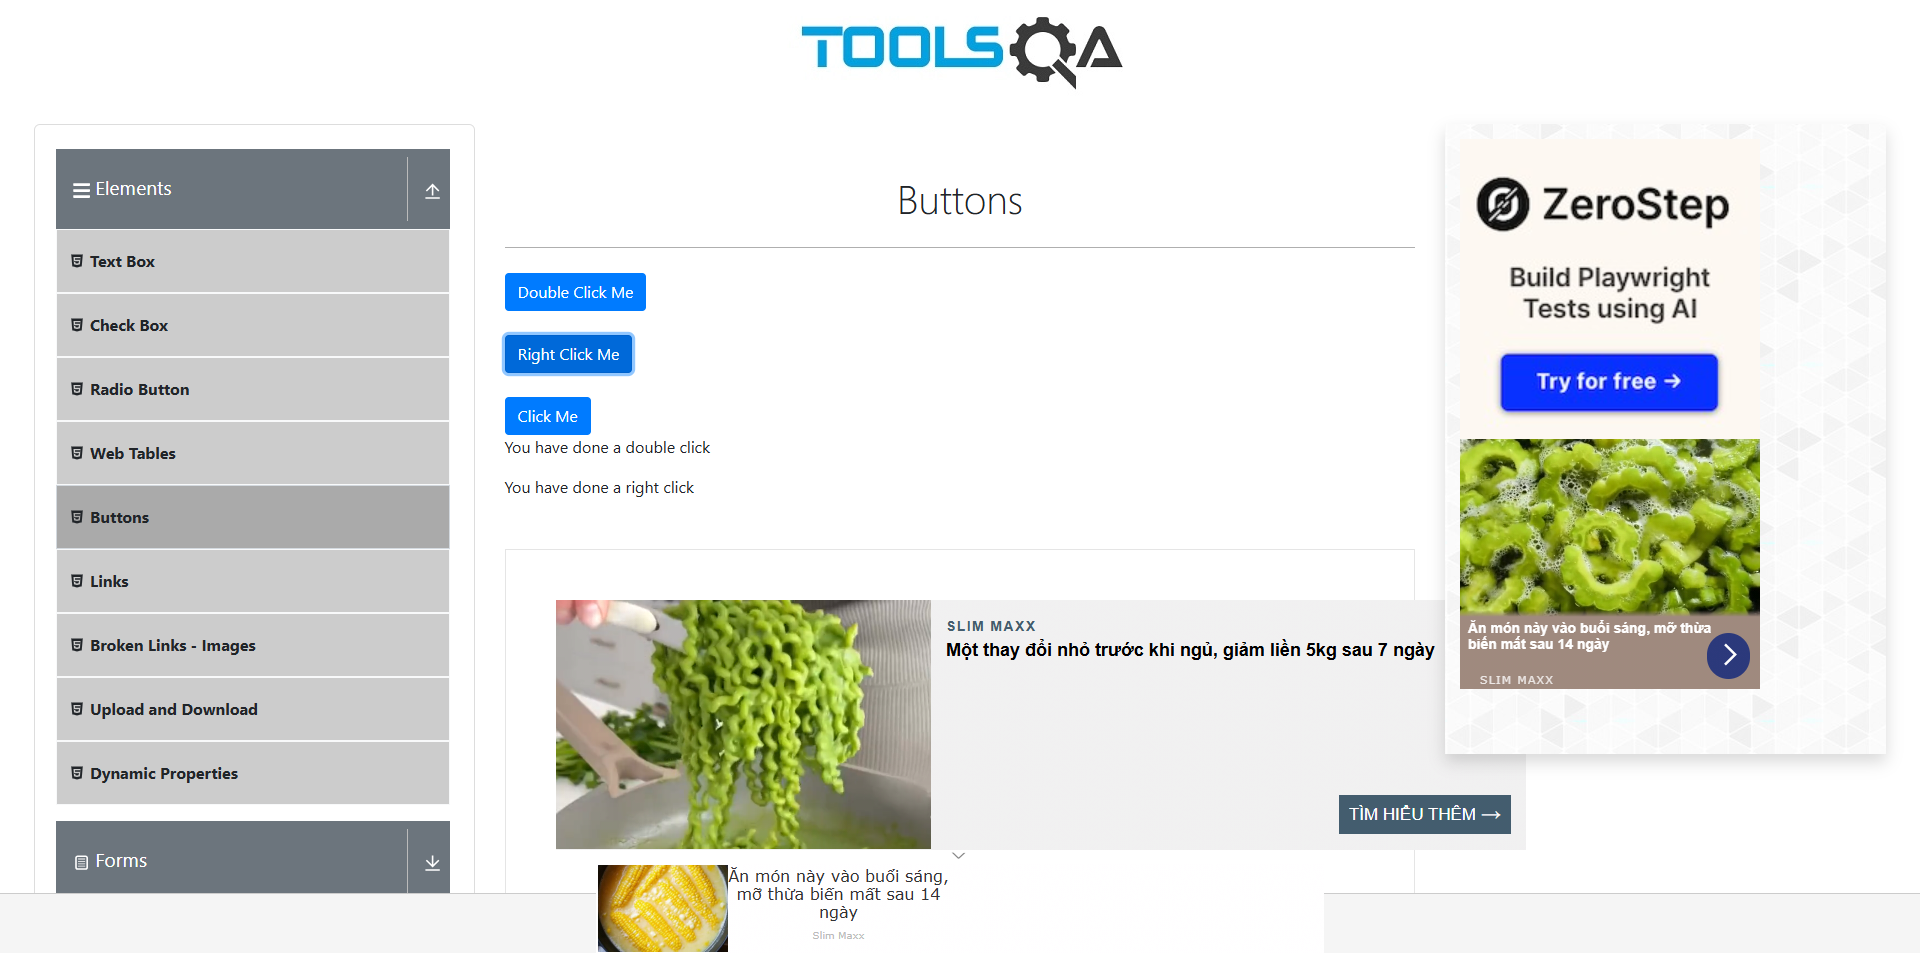 TOOLSQA
Elements
Text Box
Check Box
Radio Button
Web Tables
Buttons
Links
Broken Links - Images
Upload and Download
Dynamic Properties
Forms
Buttons
Double Click Me
Right Click Me
Click Me
You have done a double click
You have done a right click
SLIM MAXX
Một thay đổi nhỏ trước khi ngủ, giảm liền 5kg sau 7 ngày
TÌM HIỂU THÊM →
Ăn món này vào buổi sáng,
mỡ thừa biến mất sau 14
ngày
Slim Maxx
ZeroStep
Build Playwright
Tests using AI
Try for free →
Ăn món này vào buổi sáng, mỡ thừa
biến mất sau 14 ngày
SLIM MAXX